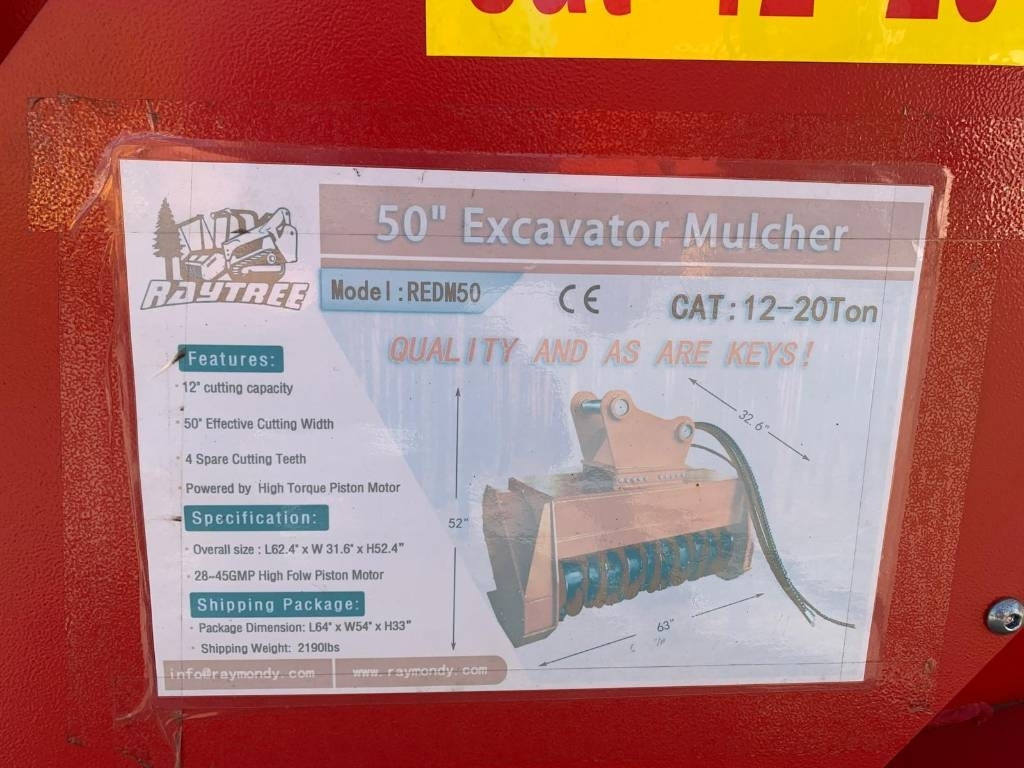 50" Excavator Mulcher
RAYTREE
Model:REDM50
CE
CAT:12-20Ton
QUALITY AND AS ARE KEYS!
Features:
· 12" cutting capacity
· 50" Effective Cutting Width
· 4 Spare Cutting Teeth
· Powered by High Torque Piston Motor
Specification:
· Overall size : L62.4" x W 31.6" x H52.4"
· 28-45GMP High Folw Piston Motor
Shipping Package:
· Package Dimension: L64" x W54" x H33"
· Shipping Weight: 2190lbs
info@raymondy.com
www.raymondy.com
32.6"
52"
63"